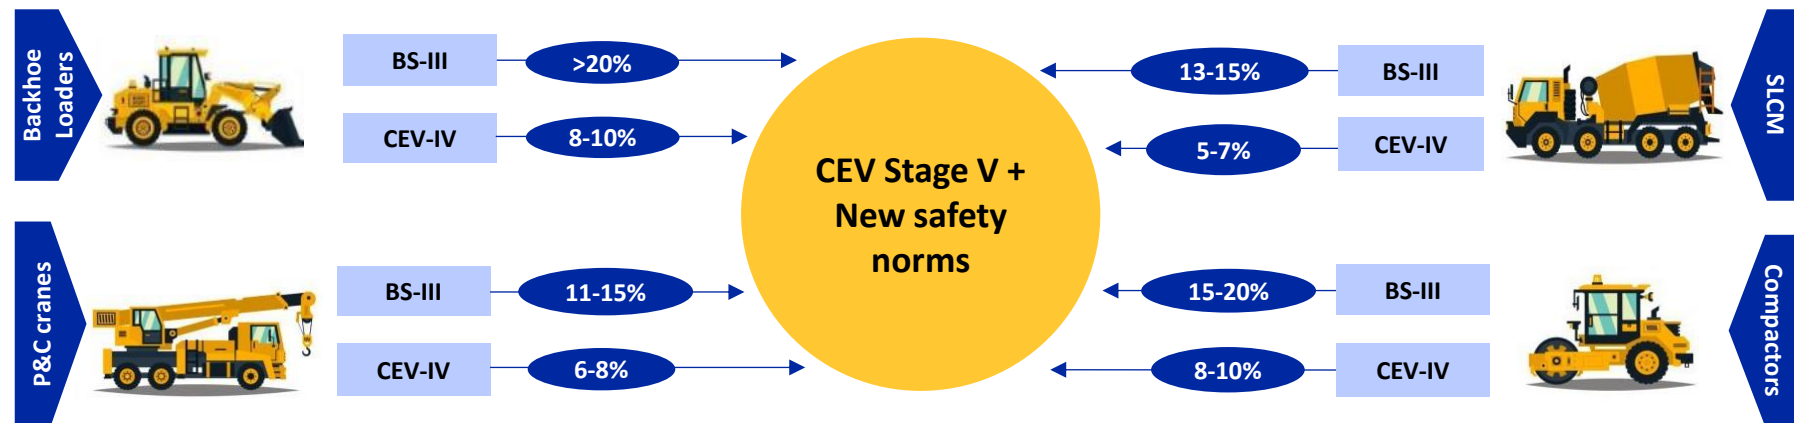 Backhoe
Loaders
BS-III
>20%
CEV-IV
8-10%
P&C cranes
BS-III
11-15%
CEV-IV
6-8%
CEV Stage V +
New safety
norms
13-15%
BS-III
5-7%
CEV-IV
SLCM
15-20%
BS-III
8-10%
CEV-IV
Compactors